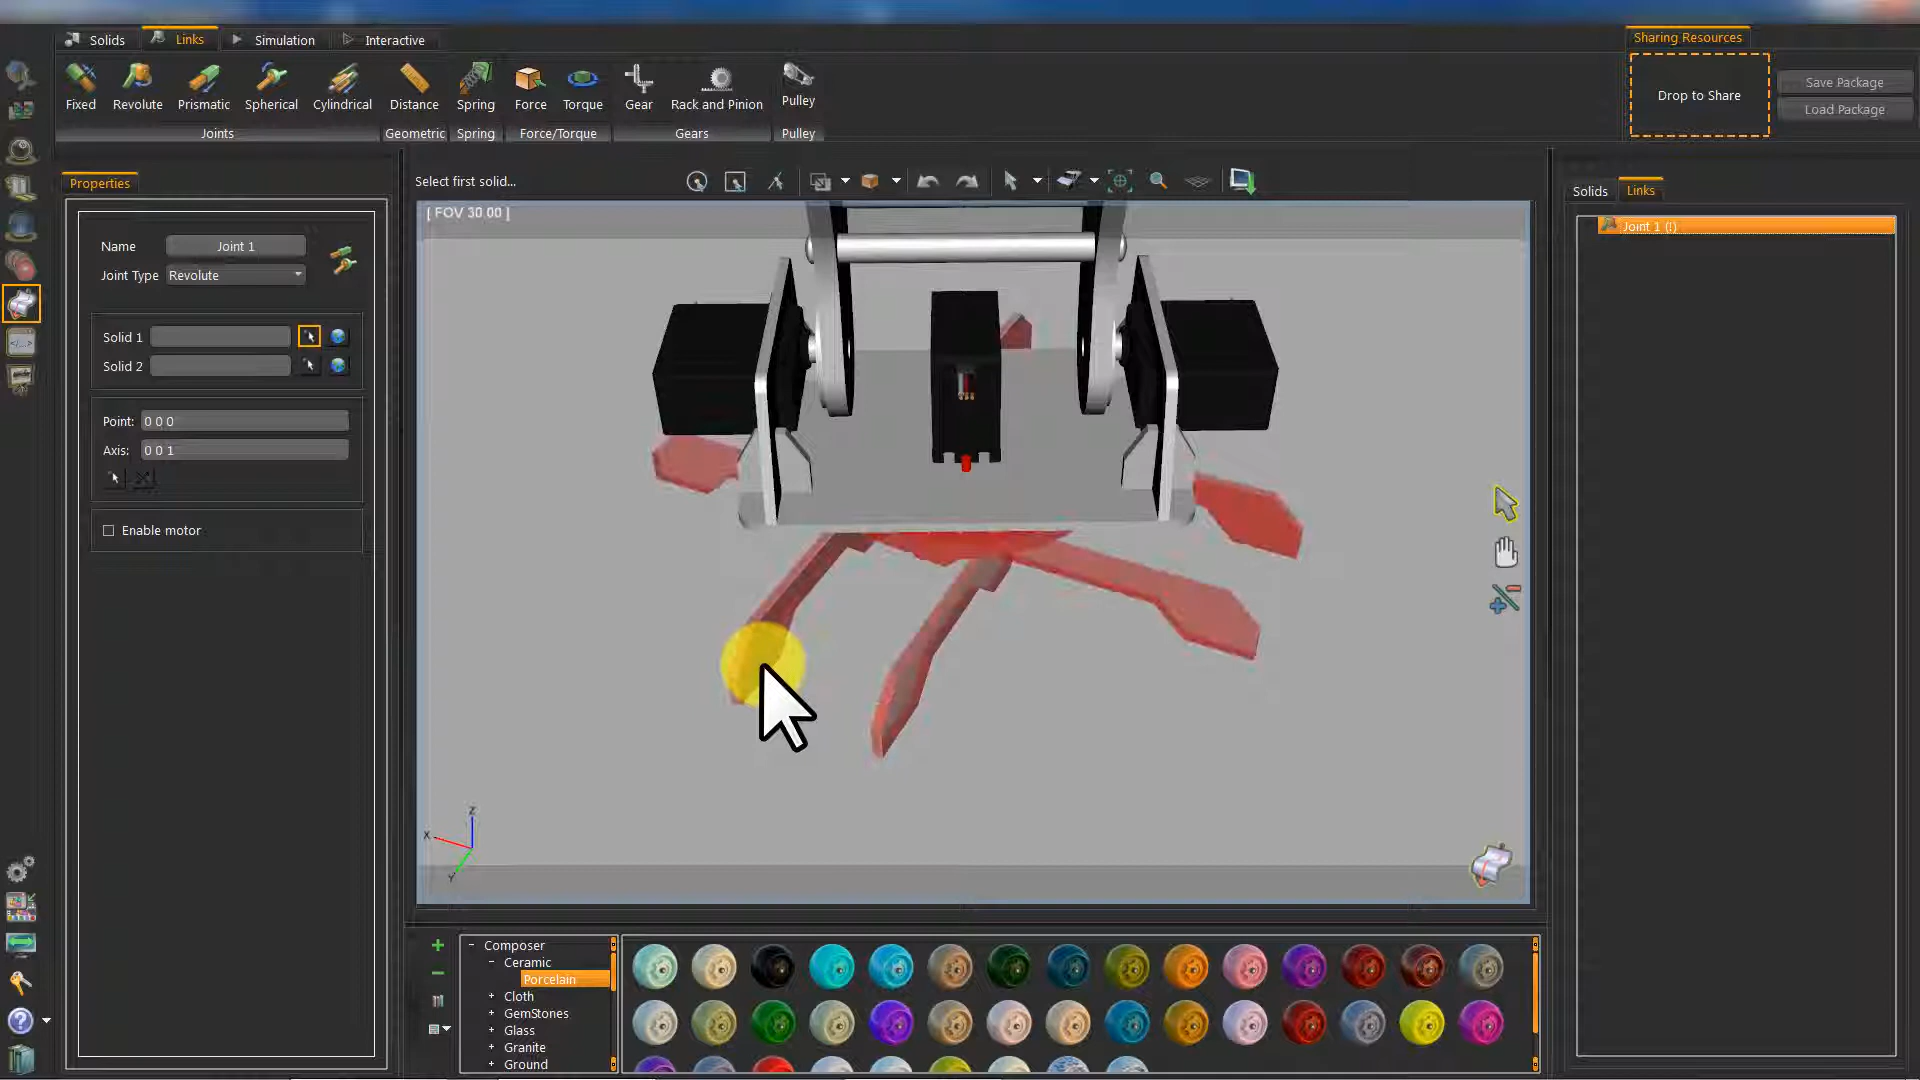 Solids
Links
Simulation
Interactive
Sharing Resources
Fixed
Revolute
Prismatic
Spherical
Cylindrical
Distance
Spring
Force
Torque
Gear
Rack and Pinion
Pulley
Drop to Share
Save Package
Load Package
Joints
Geometric
Spring
Force/Torque
Gears
Pulley
Properties
Select first solid...
Solids
Links
[ FOV 30.00 ]
Joint 1 (!)
Name
Joint 1
Joint Type
Revolute
Solid 1
Solid 2
Point:
0 0 0
Axis:
0 0 1
Enable motor
Z
X
Y
Composer
Ceramic
Porcelain
Cloth
GemStones
Glass
Granite
Ground